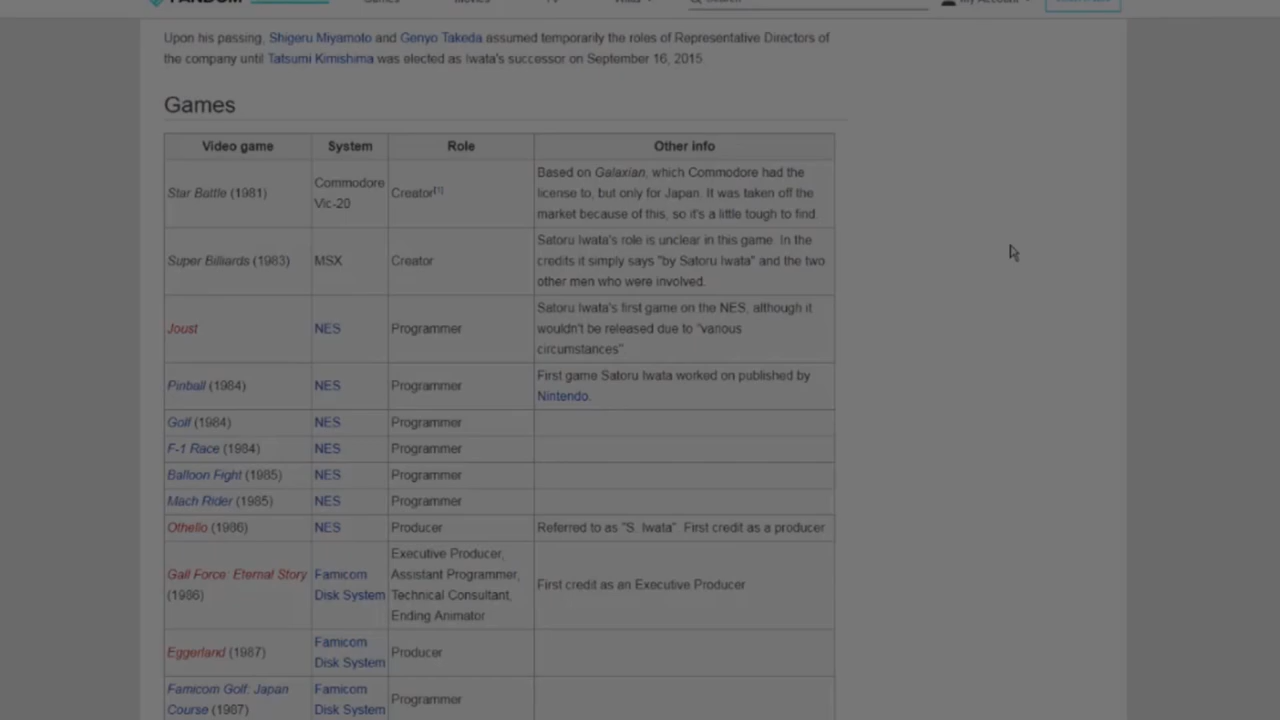 FANDOM
Upon his passing, Shigeru Miyamoto and Genyo Takeda assumed temporarily the roles of Representative Directors of
the company until Tatsumi Kimishima was elected as Iwata's successor on September 16, 2015
Games
Video game System Role Other info
Star Battle (1981)
Commodore
Vic-20
Creator[1]
Based on Galaxian, which Commodore had the
license to, but only for Japan. It was taken off the
market because of this, so it's a little tough to find.
Super Billiards (1983)
MSX
Creator
Satoru Iwata's role is unclear in this game. In the
credits it simply says "by Satoru Iwata" and the two
other men who were involved.
Joust
NES
Programmer
Satoru Iwata's first game on the NES, although it
wouldn't be released due to "various
circumstances"
Pinball (1984)
NES
Programmer
First game Satoru Iwata worked on published by
Nintendo.
Golf (1984) NES Programmer
F-1 Race (1984) NES Programmer
Balloon Fight (1985) NES Programmer
Mach Rider (1985) NES Programmer
Othello (1986) NES Producer Referred to as "S. Iwata". First credit as a producer
Gall Force: Eternal Story
(1986)
Famicom
Disk System
Executive Producer,
Assistant Programmer,
Technical Consultant,
Ending Animator
First credit as an Executive Producer
Eggerland (1987)
Famicom
Disk System
Producer
Famicom Golf: Japan
Course (1987)
Famicom
Disk System
Programmer